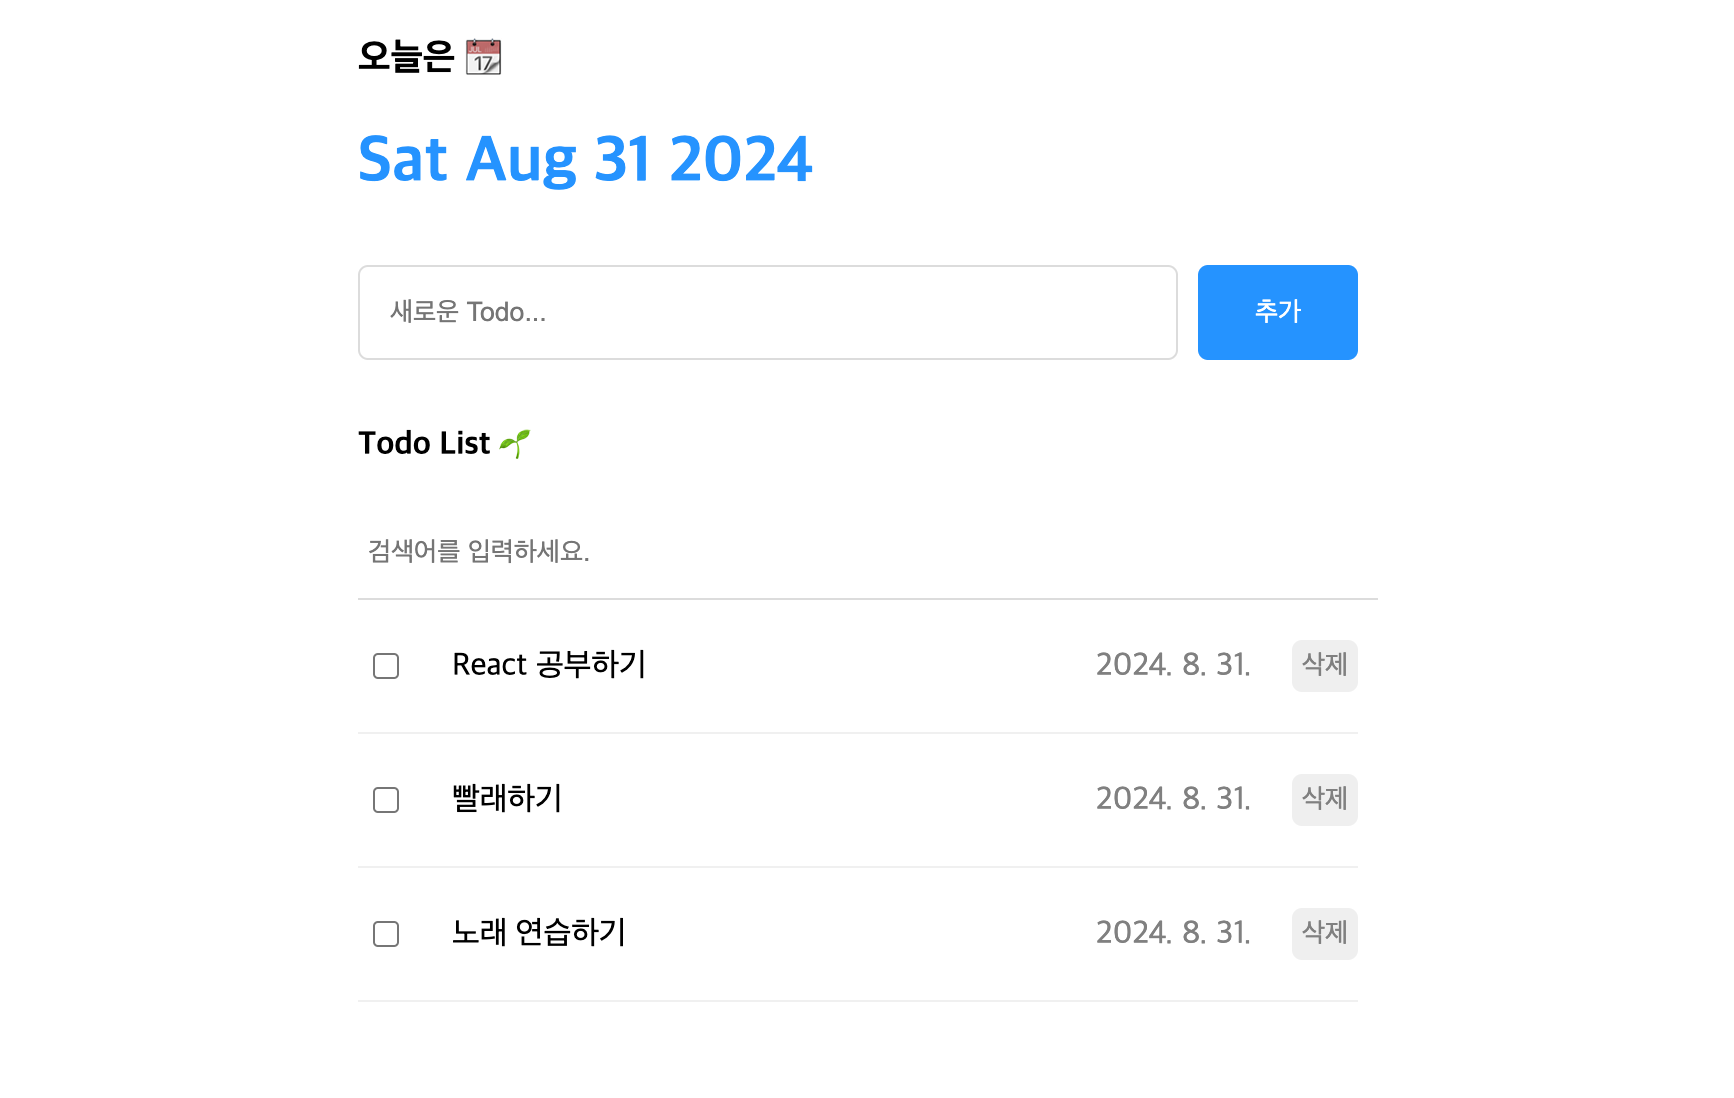 오늘은 📆
Sat Aug 31 2024
새로운 Todo...
추가
Todo List 🌱
검색어를 입력하세요.
React 공부하기 2024. 8. 31. 삭제
빨래하기 2024. 8. 31. 삭제
노래 연습하기 2024. 8. 31. 삭제